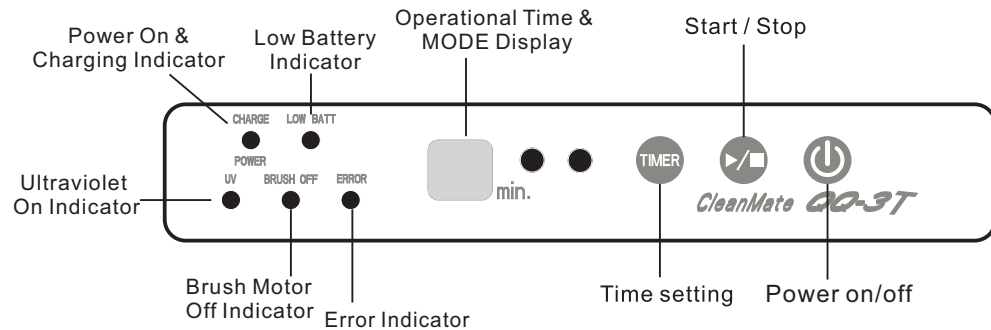 Operational Time &
MODE Display
Power On &
Charging Indicator
Low Battery
Indicator
Start / Stop
CHARGE LOW BATT
POWER
UV BRUSH OFF ERROR
min.
TIMER
CleanMate QQ-3T
Ultraviolet
On Indicator
Brush Motor
Off Indicator
Error Indicator
Time setting
Power on/off